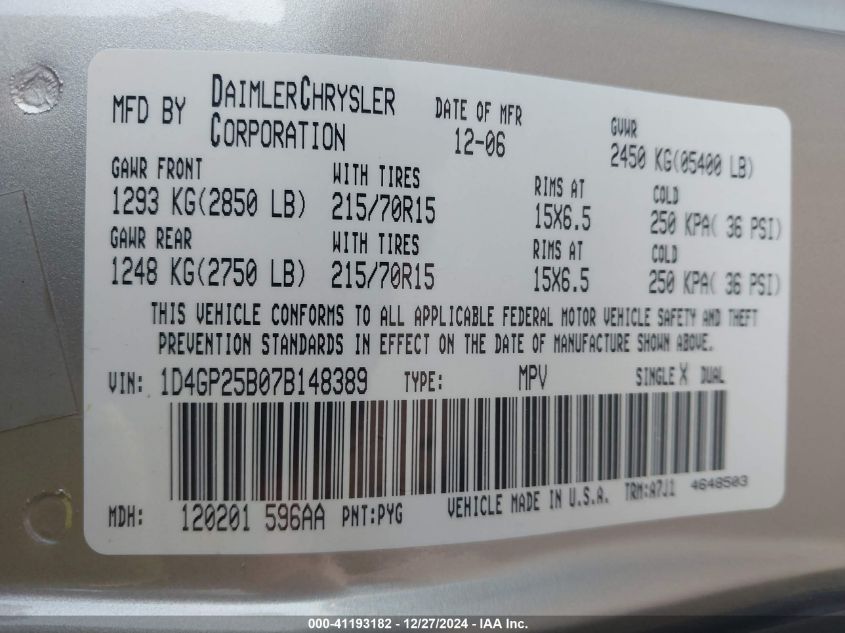 MFD BY DAIMLERCHRYSLER CORPORATION DATE OF MFR 12-06 GVWR 2450 KG(05400 LB)
GAWR FRONT WITH TIRES RIMS AT COLD
1293 KG(2850 LB) 215/70R15 15X6.5 250 KPA( 36 PSI)
GAWR REAR WITH TIRES RIMS AT COLD
1248 KG(2750 LB) 215/70R15 15X6.5 250 KPA( 36 PSI)
THIS VEHICLE CONFORMS TO ALL APPLICABLE FEDERAL MOTOR VEHICLE SAFETY AND THEFT
PREVENTION STANDARDS IN EFFECT ON THE DATE OF MANUFACTURE SHOWN ABOVE.
VIN: 1D4GP25B07B148389 TYPE: MPV SINGLE X DUAL
MDH: 120201 596AA PNT:PYG VEHICLE MADE IN U.S.A. TRM:A7J1 4648503
000-41193182 - 12/27/2024 - IAA Inc.